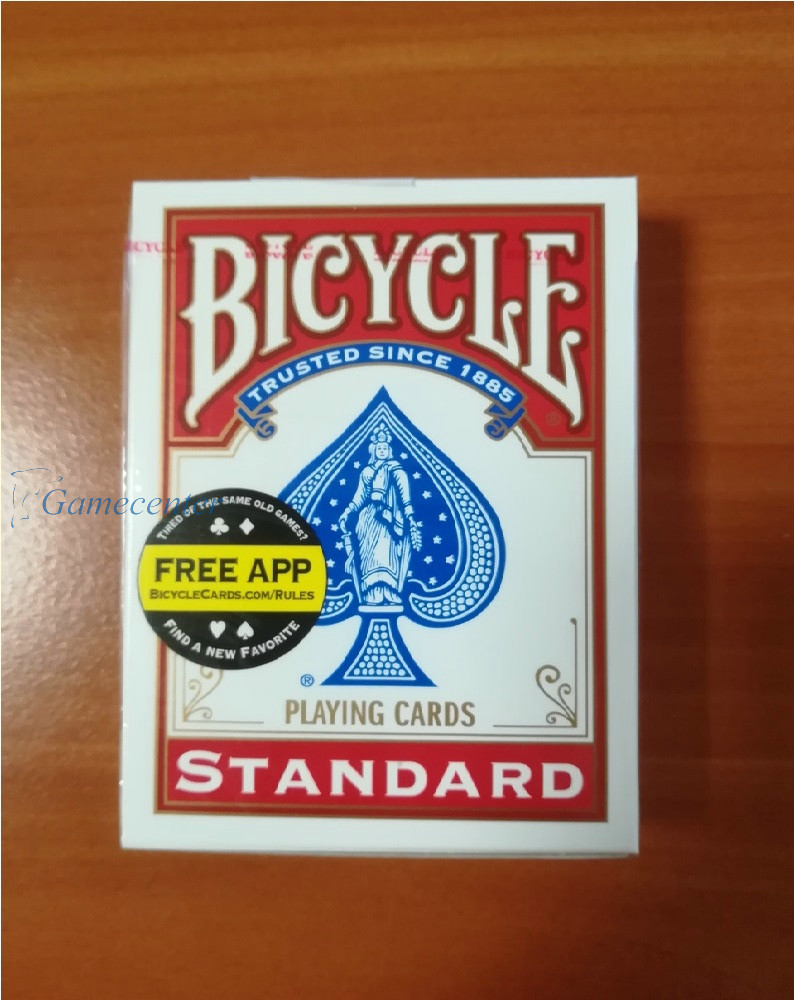 BICYCLE
TRUSTED SINCE 1885
®
Gamecenter
TIRED OF THE SAME OLD GAMES?
FREE APP
BICYCLECARDS.COM/RULES
FIND A NEW FAVORITE
®
PLAYING CARDS
STANDARD